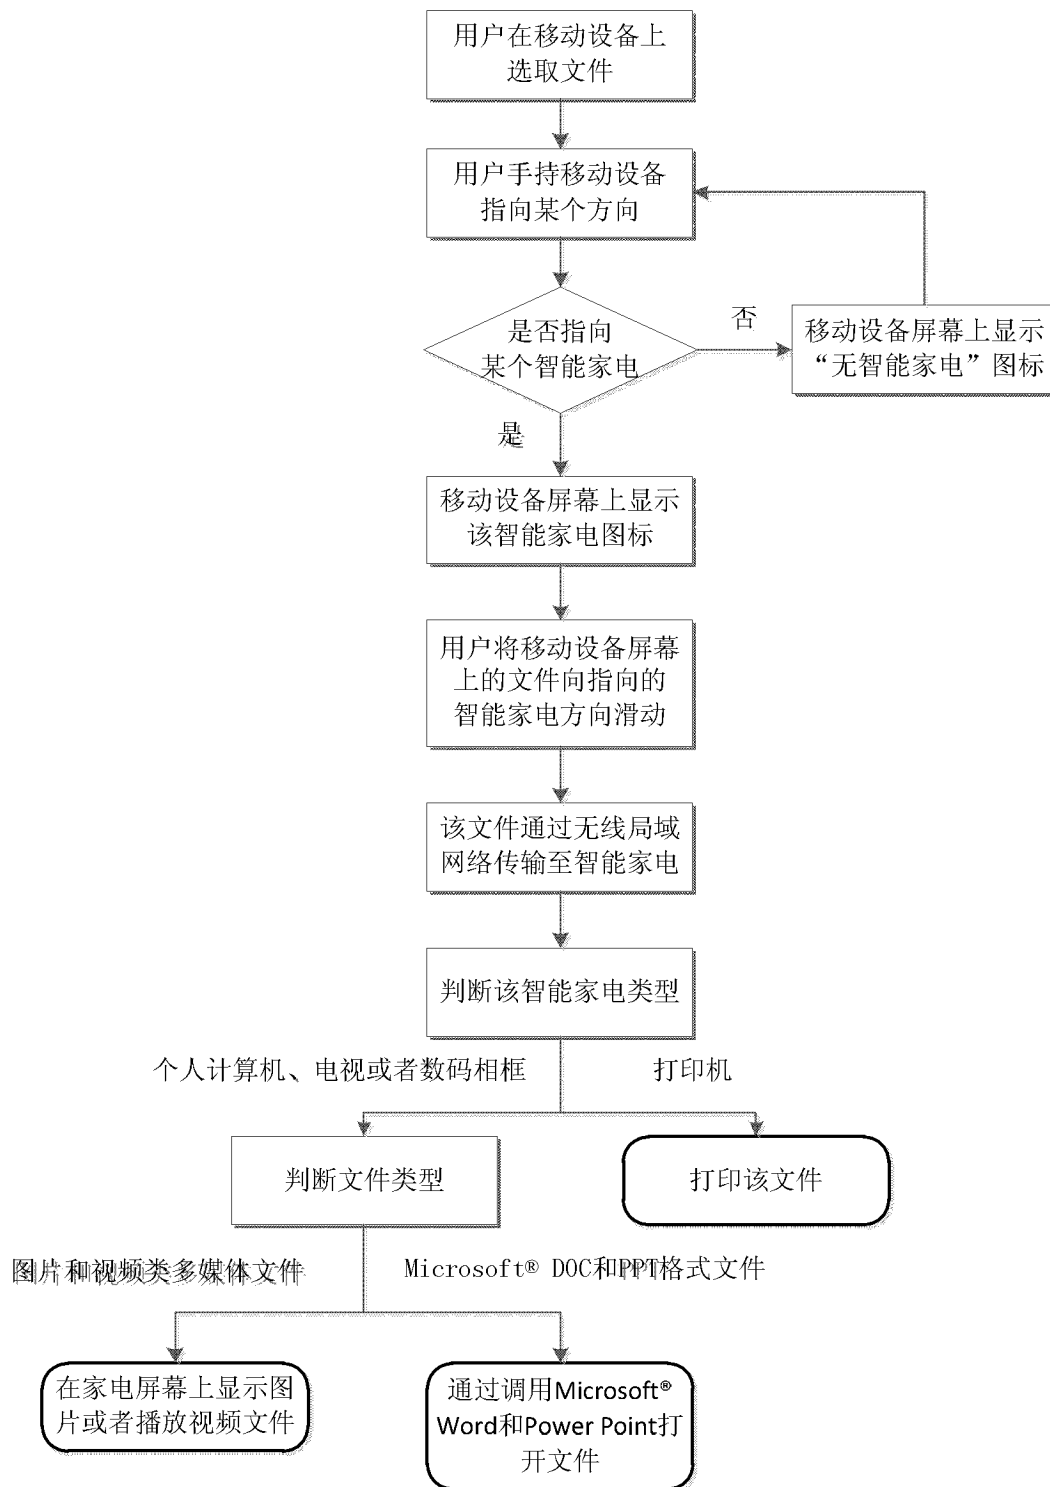 用户在移动设备上
选取文件
用户手持移动设备
指向某个方向
是否指向
某个智能家电
否
移动设备屏幕上显示
“无智能家电”图标
是
移动设备屏幕上显示
该智能家电图标
用户将移动设备屏幕
上的文件向指向的
智能家电方向滑动
该文件通过无线局域
网络传输至智能家电
判断该智能家电类型
个人计算机、电视或者数码相框
打印机
判断文件类型
打印该文件
图片和视频类多媒体文件
Microsoft® DOC和PPT格式文件
在家电屏幕上显示图
片或者播放视频文件
通过调用Microsoft®
Word和Power Point打
开文件